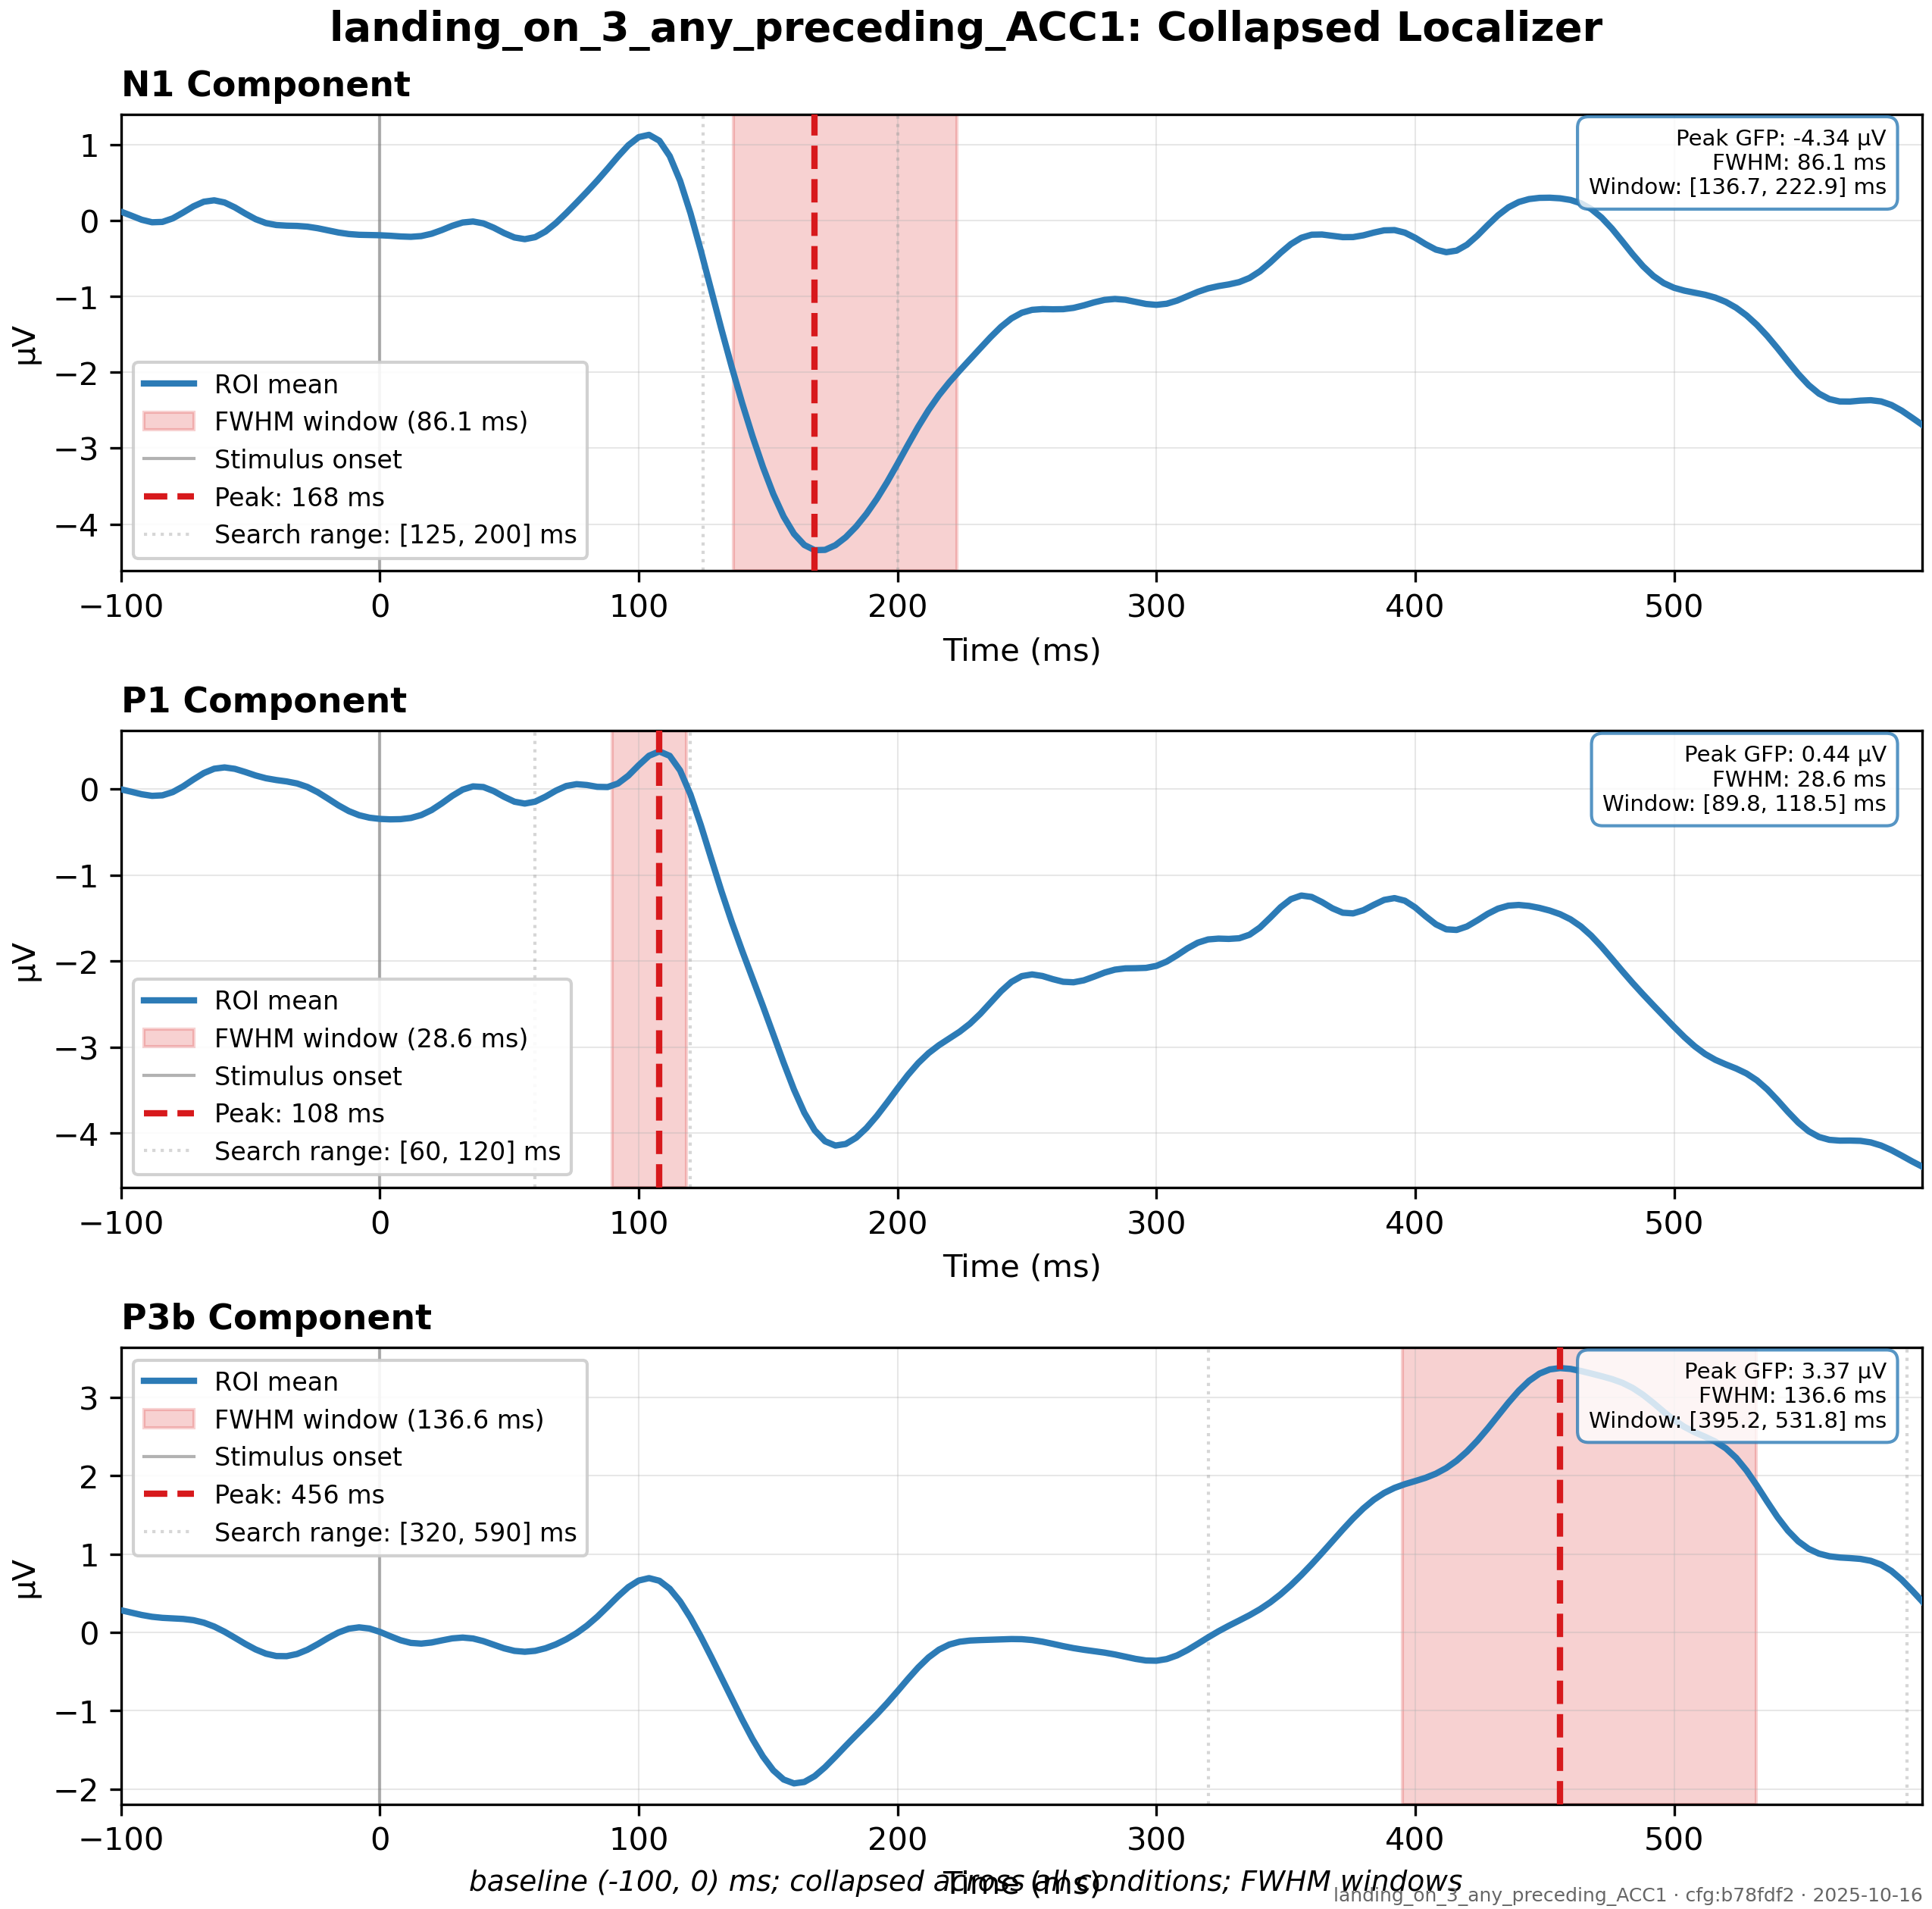 landing_on_3_any_preceding_ACC1: Collapsed Localizer
N1 Component
Peak GFP: -4.34 µV
FWHM: 86.1 ms
Window: [136.7, 222.9] ms
1
0
−1
−2
−3
−4
µV
ROI mean
FWHM window (86.1 ms)
Stimulus onset
Peak: 168 ms
Search range: [125, 200] ms
−100 0 100 200 300 400 500
Time (ms)
P1 Component
Peak GFP: 0.44 µV
FWHM: 28.6 ms
Window: [89.8, 118.5] ms
0
−1
−2
−3
−4
µV
ROI mean
FWHM window (28.6 ms)
Stimulus onset
Peak: 108 ms
Search range: [60, 120] ms
−100 0 100 200 300 400 500
Time (ms)
P3b Component
Peak GFP: 3.37 µV
FWHM: 136.6 ms
Window: [395.2, 531.8] ms
ROI mean
FWHM window (136.6 ms)
Stimulus onset
Peak: 456 ms
Search range: [320, 590] ms
3
2
1
0
−1
−2
µV
−100 0 100 200 300 400 500
Time (ms)
baseline (-100, 0) ms; collapsed across all conditions; FWHM windows
landing_on_3_any_preceding_ACC1 · cfg:b78fdf2 · 2025-10-16